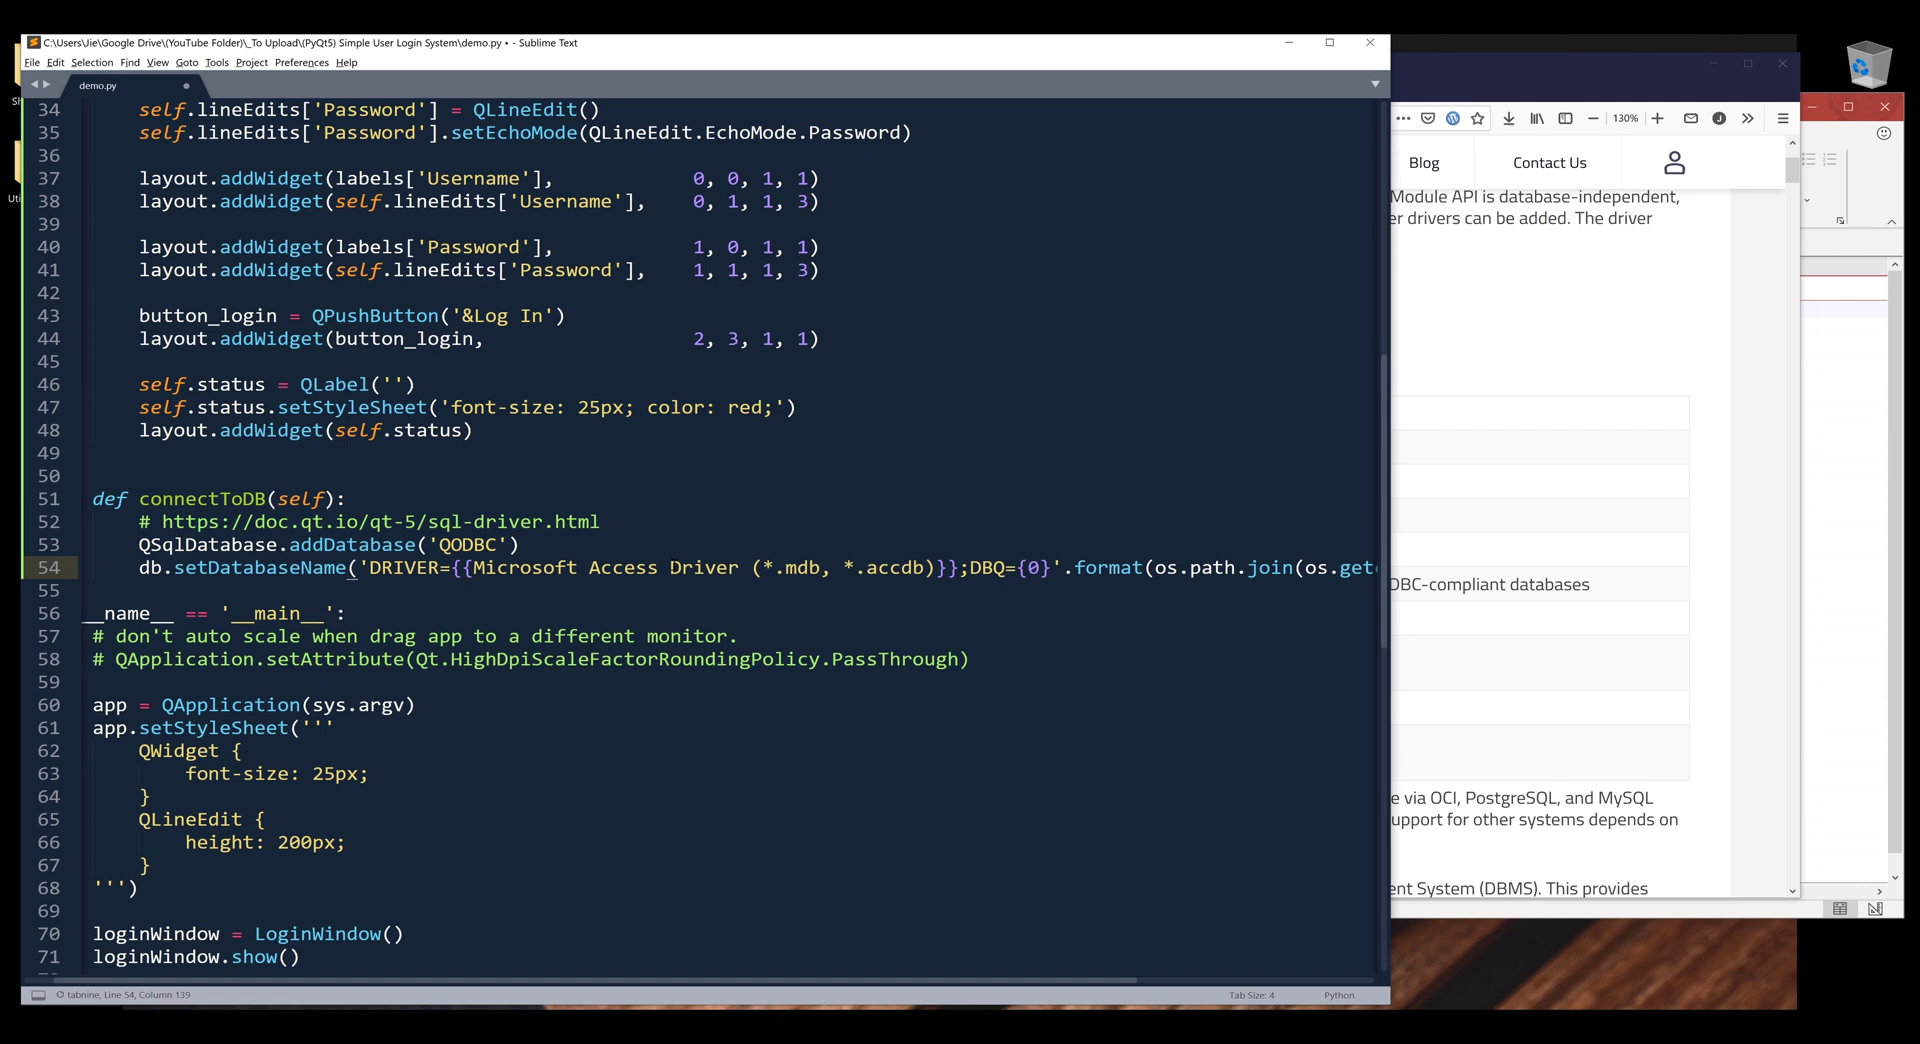 C:\Users\Jie\Google Drive\(YouTube Folder)\_To Upload\(PyQt5) Simple User Login System\demo.py • - Sublime Text
File Edit Selection Find View Goto Tools Project Preferences Help
demo.py
34 self.lineEdits['Password'] = QLineEdit()
35 self.lineEdits['Password'].setEchoMode(QLineEdit.EchoMode.Password)
36
37 layout.addWidget(labels['Username'], 0, 0, 1, 1)
38 layout.addWidget(self.lineEdits['Username'], 0, 1, 1, 3)
39
40 layout.addWidget(labels['Password'], 1, 0, 1, 1)
41 layout.addWidget(self.lineEdits['Password'], 1, 1, 1, 3)
42
43 button_login = QPushButton('&Log In')
44 layout.addWidget(button_login, 2, 3, 1, 1)
45
46 self.status = QLabel('')
47 self.status.setStyleSheet('font-size: 25px; color: red;')
48 layout.addWidget(self.status)
49
50
51 def connectToDB(self):
52 # https://doc.qt.io/qt-5/sql-driver.html
53 QSqlDatabase.addDatabase('QODBC')
54 db.setDatabaseName('DRIVER={{Microsoft Access Driver (*.mdb, *.accdb)}};DBQ={0}'.format(os.path.join(os.getc
55
56 __name__ == '__main__':
57 # don't auto scale when drag app to a different monitor.
58 # QApplication.setAttribute(Qt.HighDpiScaleFactorRoundingPolicy.PassThrough)
59
60 app = QApplication(sys.argv)
61 app.setStyleSheet('''
62 QWidget {
63 font-size: 25px;
64 }
65 QLineEdit {
66 height: 200px;
67 }
68 ''')
69
70 loginWindow = LoginWindow()
71 loginWindow.show()
tabnine, Line 54, Column 139
Tab Size: 4
Python
130%
Blog
Contact Us
Module API is database-independent,
er drivers can be added. The driver
DBC-compliant databases
e via OCI, PostgreSQL, and MySQL
upport for other systems depends on
ent System (DBMS). This provides
Sh
Uti